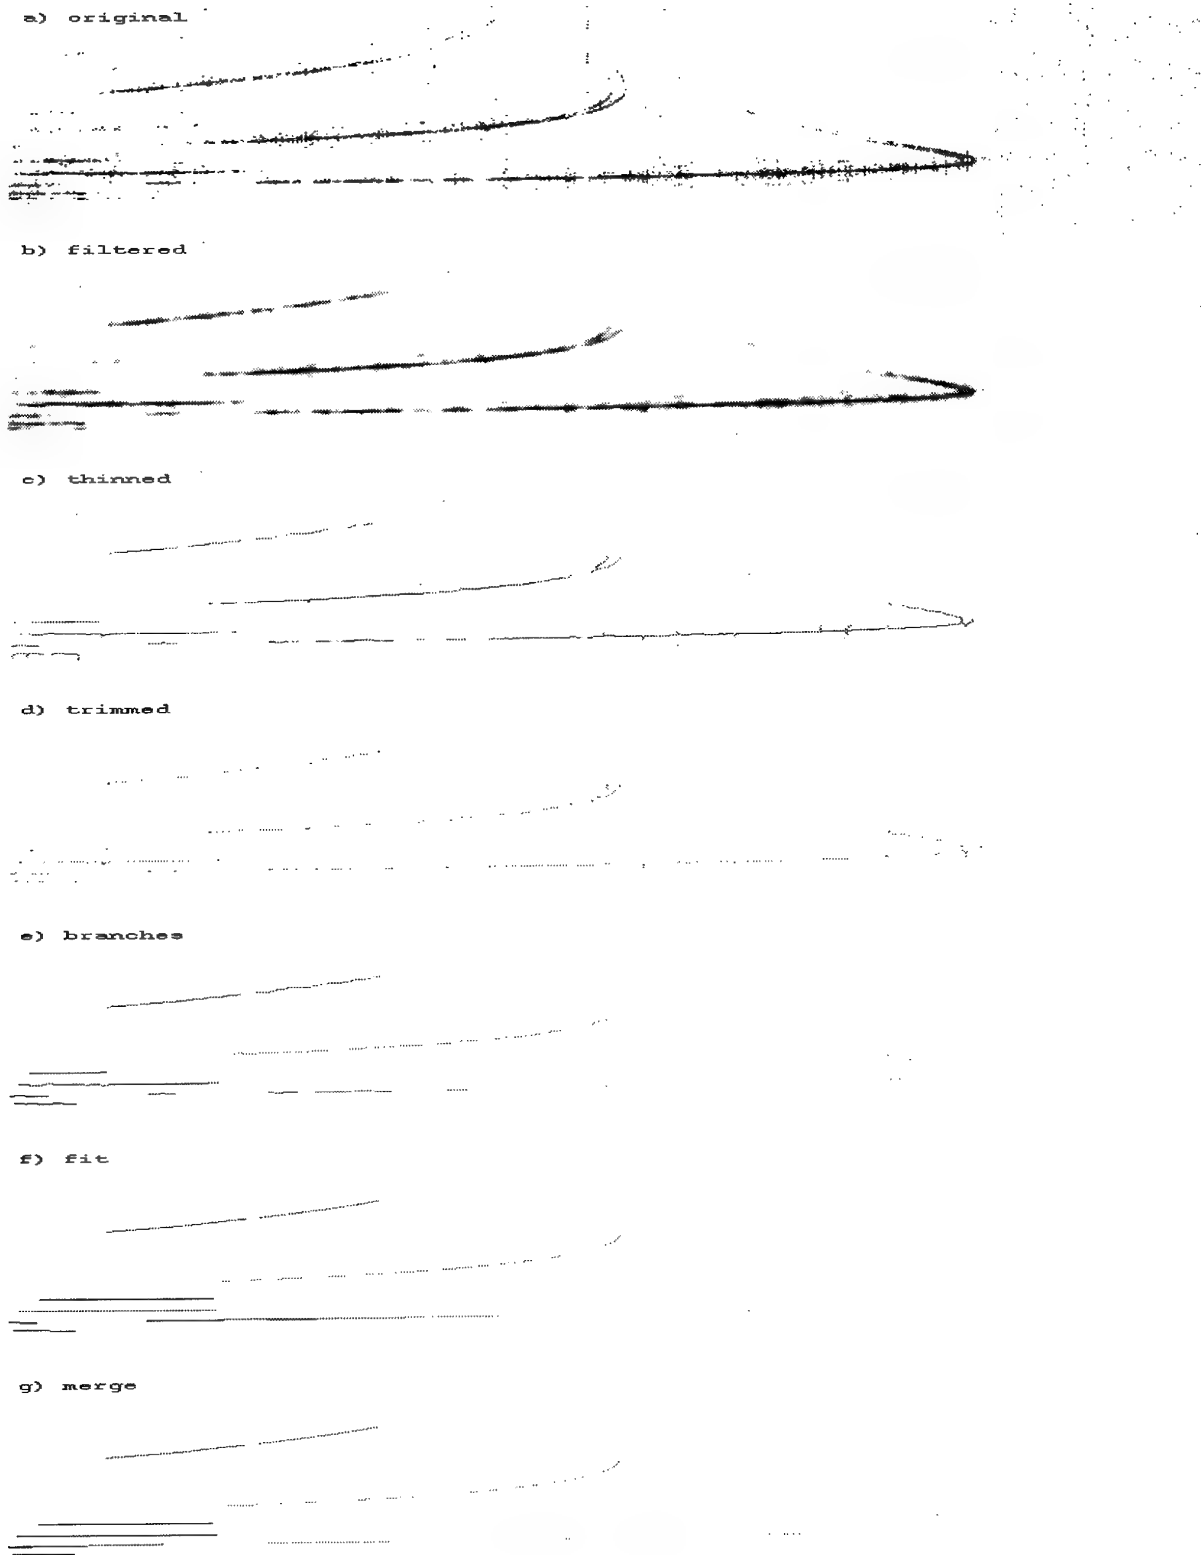 a) original
b) filtered
c) thinned
d) trimmed
e) branches
f) fit
g) merge